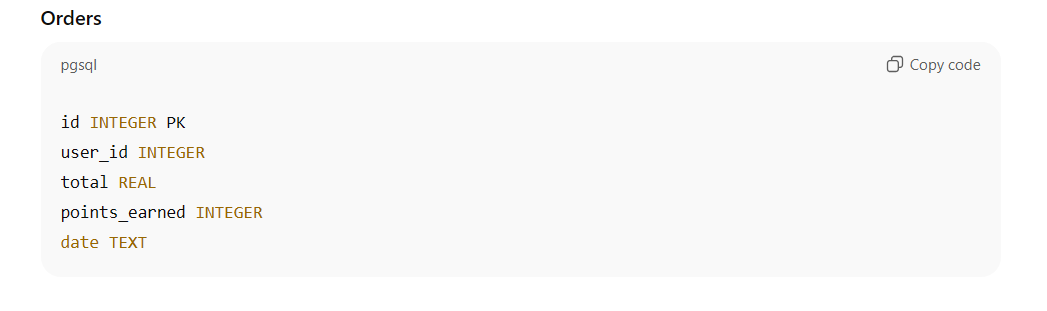 Orders
pgsql
Copy code
id INTEGER PK
user_id INTEGER
total REAL
points_earned INTEGER
date TEXT